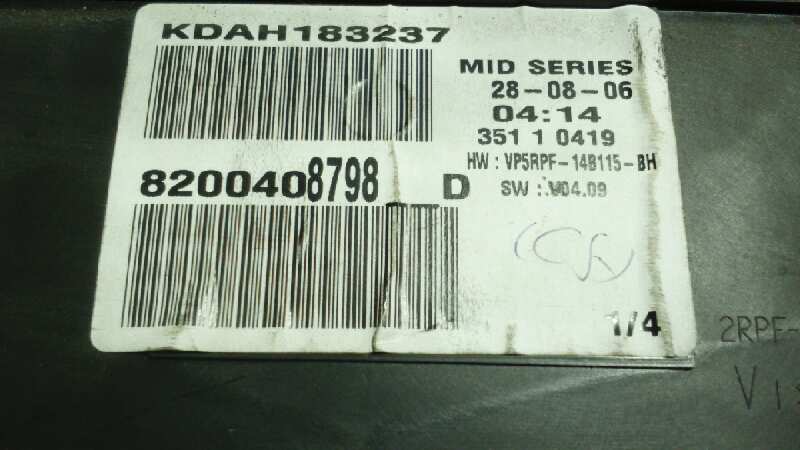 KDAH183237
MID SERIES
28-08-06
04:14
351 1 0419
HW : VP5RPF-14B115-BH
SW : V04.09
8200408798 D
1/4
2RPF-